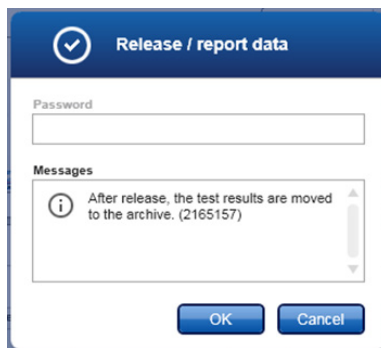 Release / report data
Password
Messages
After release, the test results are moved
to the archive. (2165157)
OK
Cancel